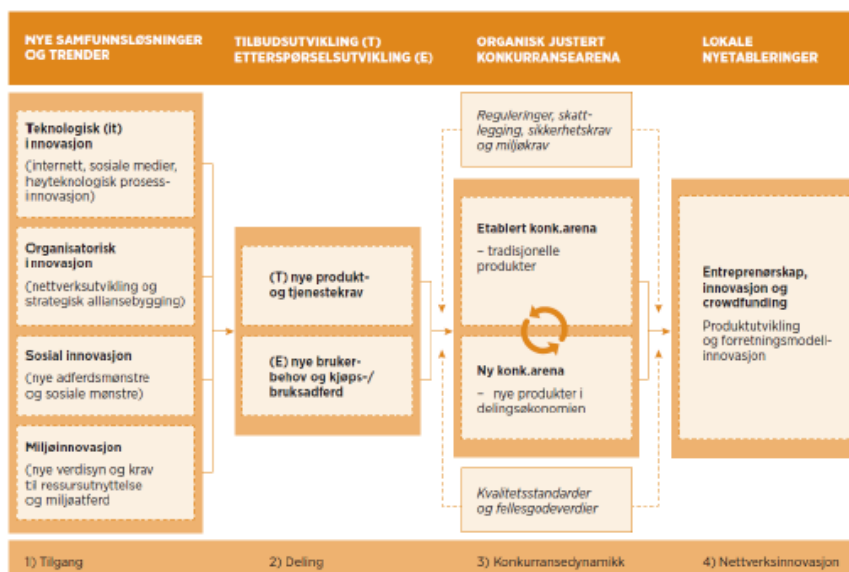 NYE SAMFUNNSLØSNINGER
OG TRENDER
TILBUDSUTVIKLING (T)
ETTERSPØRSELSUTVIKLING (E)
ORGANISK JUSTERT
KONKURRANSEARENA
LOKALE
NYETABLERINGER
Teknologisk (it)
innovasjon
(internett, sosiale medier,
høyteknologisk prosess-
innovasjon)
Organisatorisk
innovasjon
(nettverksutvikling og
strategisk alliansebygging)
Sosial innovasjon
(nye adferdsmønstre
og sosiale mønstre)
Miljøinnovasjon
(nye verdisyn og krav
til ressursutnyttelse
og miljøatferd
(T) nye produkt-
og tjenestekrav
(E) nye bruker-
behov og kjøps-/
bruksadferd
Reguleringer, skatt-
legging, sikkerhetskrav
og miljøkrav
Etablert konk.arena
– tradisjonelle
produkter
Ny konk.arena
– nye produkter i
delingsøkonomien
Kvalitetsstandarder
og fellesgodeverdier
Entreprenørskap,
innovasjon og
crowdfunding
Produktutvikling
og forretningsmodell-
innovasjon
1) Tilgang
2) Deling
3) Konkurransedynamikk
4) Nettverksinnovasjon